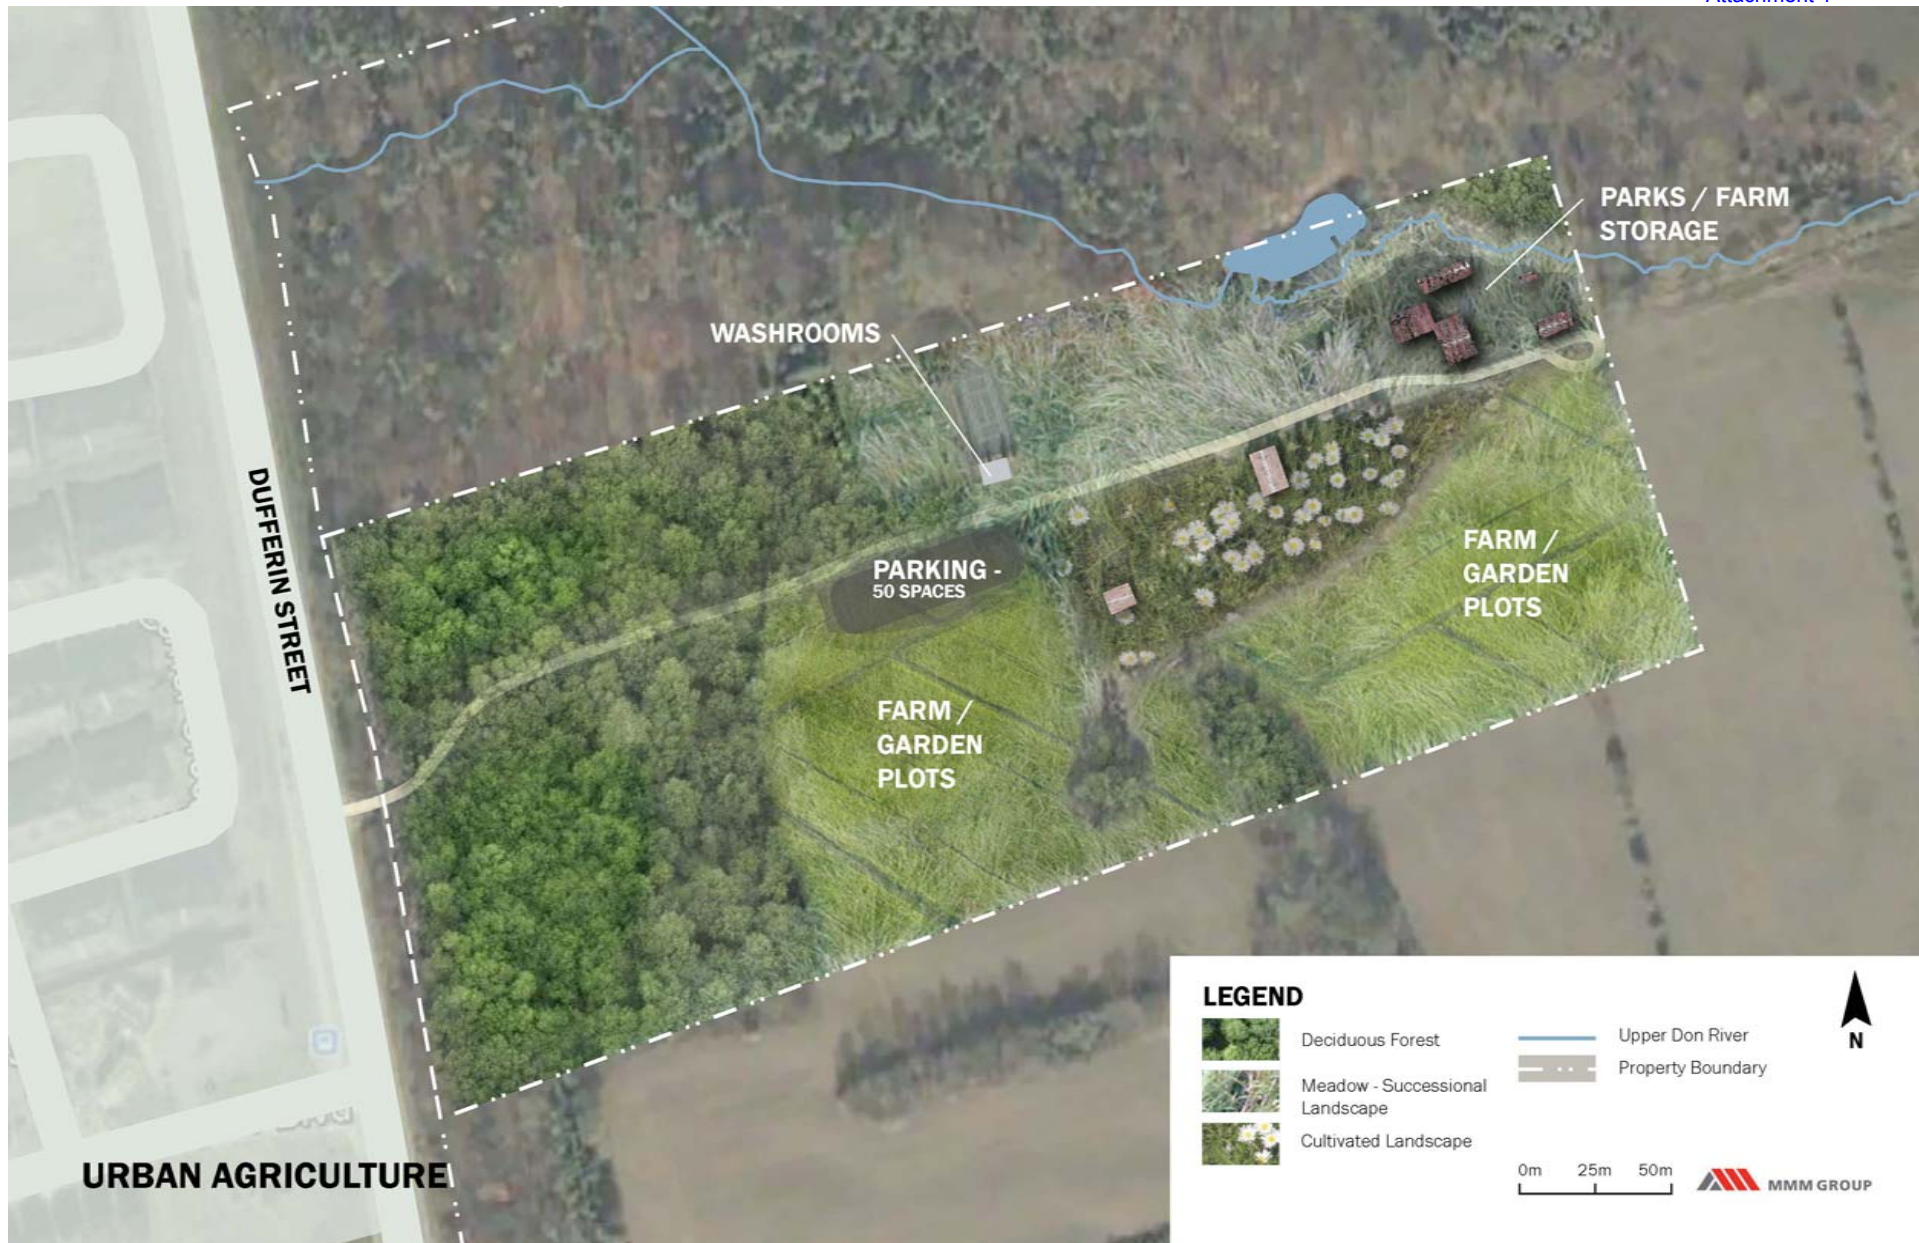 PARKS / FARM
STORAGE
WASHROOMS
DUFFERIN STREET
PARKING -
50 SPACES
FARM /
GARDEN
PLOTS
FARM /
GARDEN
PLOTS
URBAN AGRICULTURE
LEGEND
Deciduous Forest
Meadow - Successional
Landscape
Cultivated Landscape
Upper Don River
Property Boundary
N
0m 25m 50m
MMM GROUP